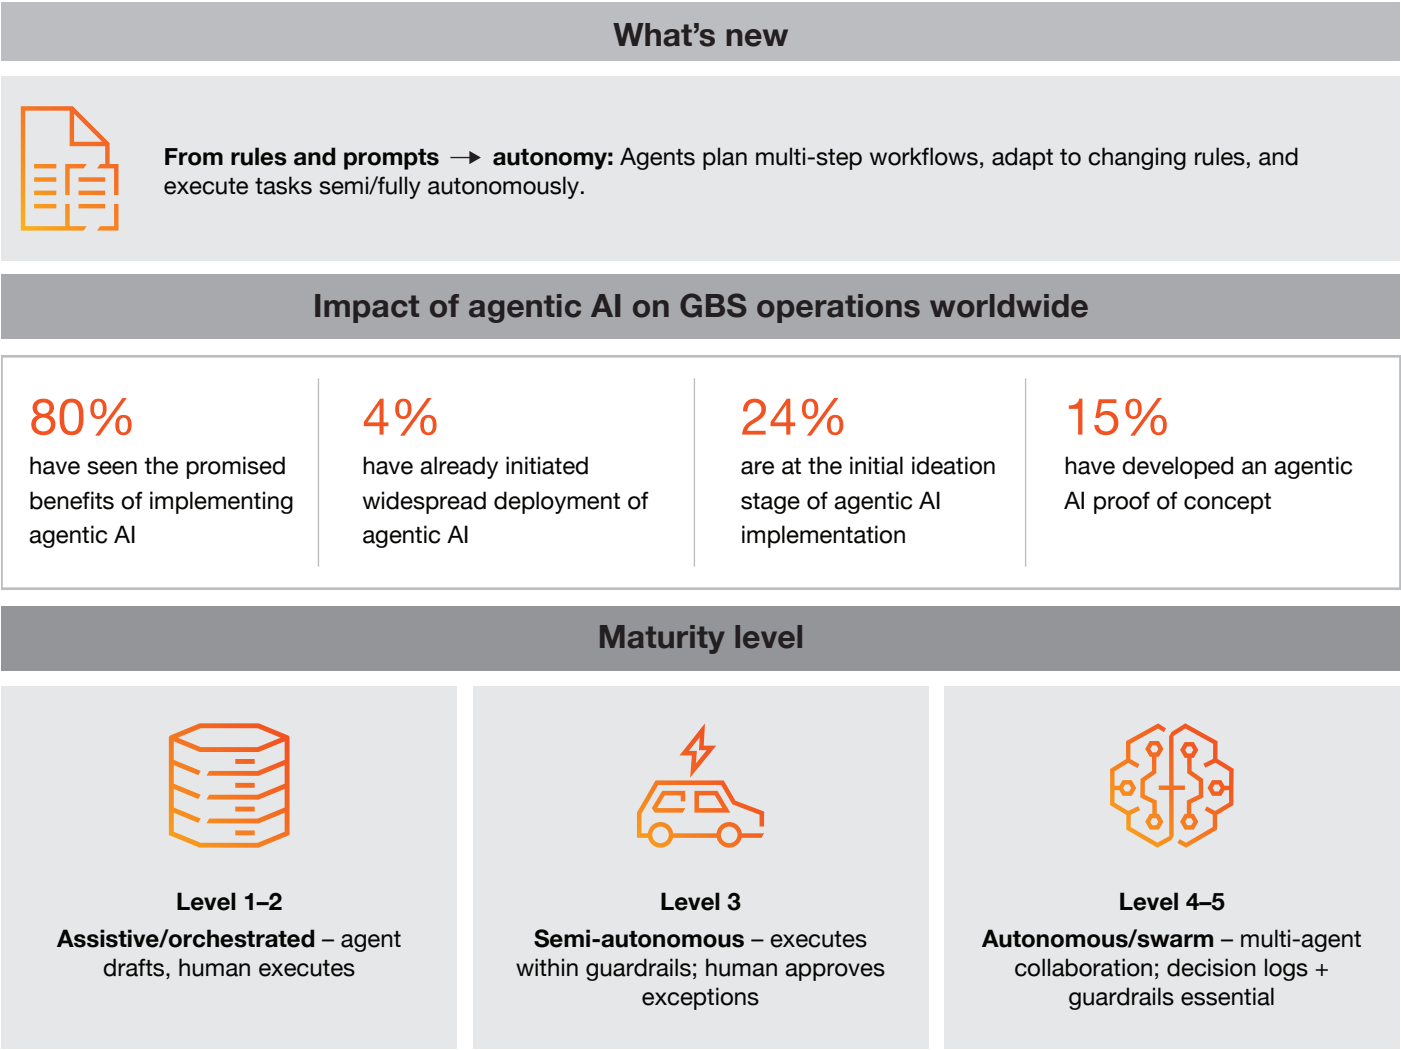 What's new
From rules and prompts → autonomy: Agents plan multi-step workflows, adapt to changing rules, and
execute tasks semi/fully autonomously.
Impact of agentic AI on GBS operations worldwide
80%
have seen the promised
benefits of implementing
agentic AI
4%
have already initiated
widespread deployment of
agentic AI
24%
are at the initial ideation
stage of agentic AI
implementation
15%
have developed an agentic
AI proof of concept
Maturity level
Level 1–2
Assistive/orchestrated – agent
drafts, human executes
Level 3
Semi-autonomous – executes
within guardrails; human approves
exceptions
Level 4–5
Autonomous/swarm – multi-agent
collaboration; decision logs +
guardrails essential